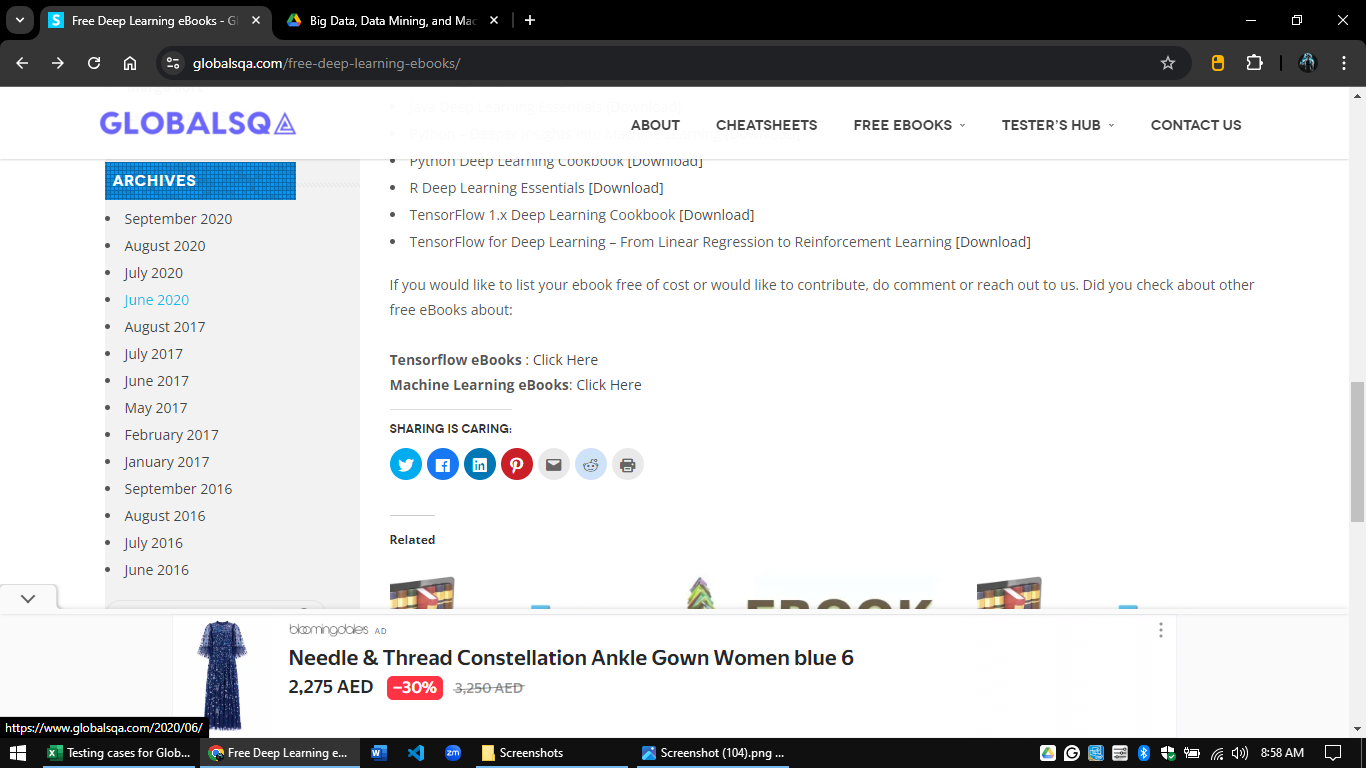 Free Deep Learning eBooks - Gl
Big Data, Data Mining, and Mac
globalsqa.com/free-deep-learning-ebooks/
GLOBALSQA
ABOUT
CHEATSHEETS
FREE EBOOKS
TESTER'S HUB
CONTACT US
ARCHIVES
September 2020
August 2020
July 2020
June 2020
August 2017
July 2017
June 2017
May 2017
February 2017
January 2017
September 2016
August 2016
July 2016
June 2016
Python Deep Learning Cookbook [Download]
R Deep Learning Essentials [Download]
TensorFlow 1.x Deep Learning Cookbook [Download]
TensorFlow for Deep Learning – From Linear Regression to Reinforcement Learning [Download]
If you would like to list your ebook free of cost or would like to contribute, do comment or reach out to us. Did you check about other
free eBooks about:
Tensorflow eBooks : Click Here
Machine Learning eBooks: Click Here
SHARING IS CARING:
Related
EBOOK
bloomingdales AD
Needle & Thread Constellation Ankle Gown Women blue 6
2,275 AED −30% 3,250 AED
https://www.globalsqa.com/2020/06/
Testing cases for Glob...
Free Deep Learning e...
zm
Screenshots
Screenshot (104).png ...
8:58 AM